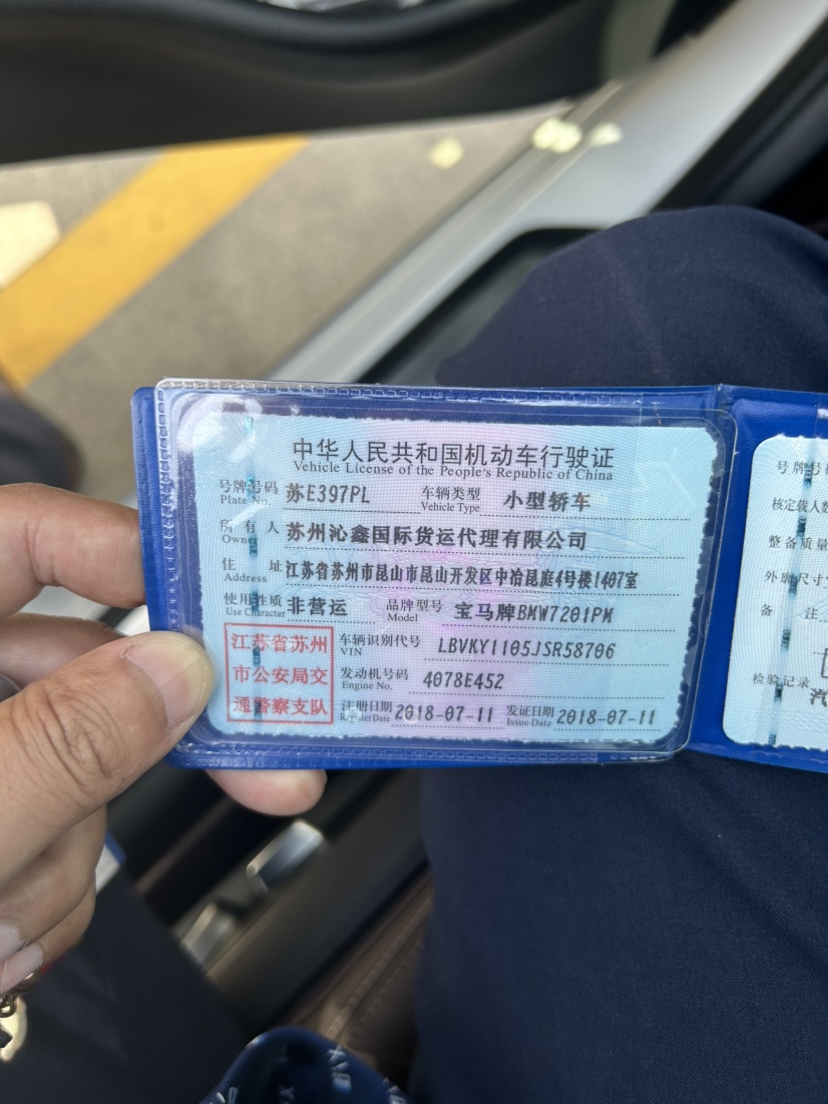 中华人民共和国机动车行驶证
Vehicle License of the People's Republic of China
号牌号码 苏E397PL 车辆类型 小型轿车
Plate No. Vehicle Type
所有人 苏州沁鑫国际货运代理有限公司
Owner
住址 江苏省苏州市昆山市昆山开发区中冶昆庭4号楼1407室
Address
使用性质 非营运 品牌型号 宝马牌BMW7201PM
Use Character Model
江苏省苏州
市公安局交
通警察支队
车辆识别代号 LBVKY1105JSR58706
VIN
发动机号码 4078E452
Engine No.
注册日期 2018-07-11 发证日期 2018-07-11
Register Date Issue Date
号牌号码
核定载人数
整备质量
外廓尺寸
备注
检验记录